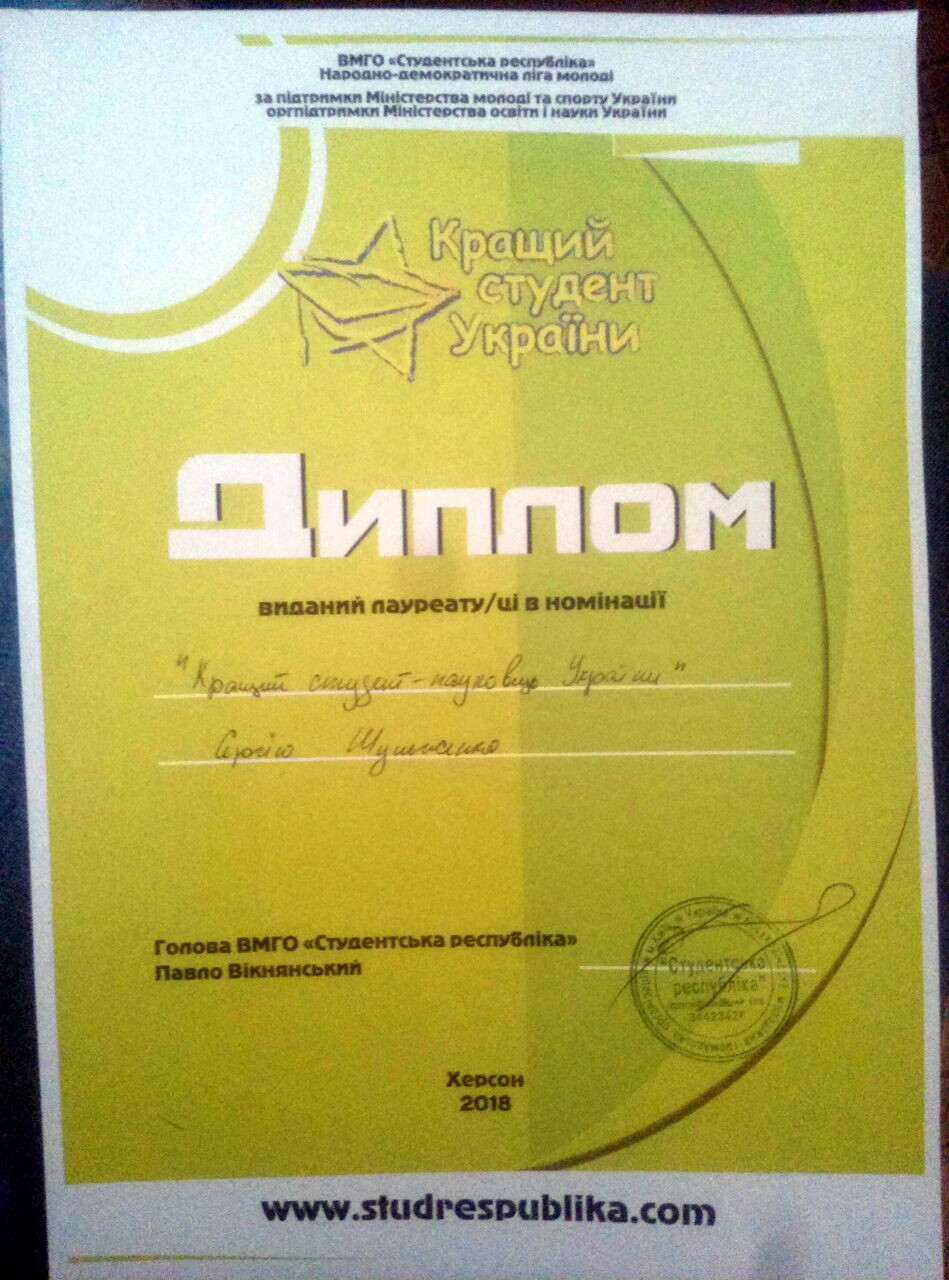 ВМГО «Студентська республіка»
Народно-демократична ліга молоді
за підтримки Міністерства молоді та спорту України
оргпідтримки Міністерства освіти і науки України
Кращий
студент
України
Диплом
виданий лауреату/ці в номінації
"Кращий студент-науковець України"
Сергію
Голова ВМГО «Студентська республіка»
Павло Вікнянський
"Студентська
республіка"
Херсон
2018
www.studrespublika.com